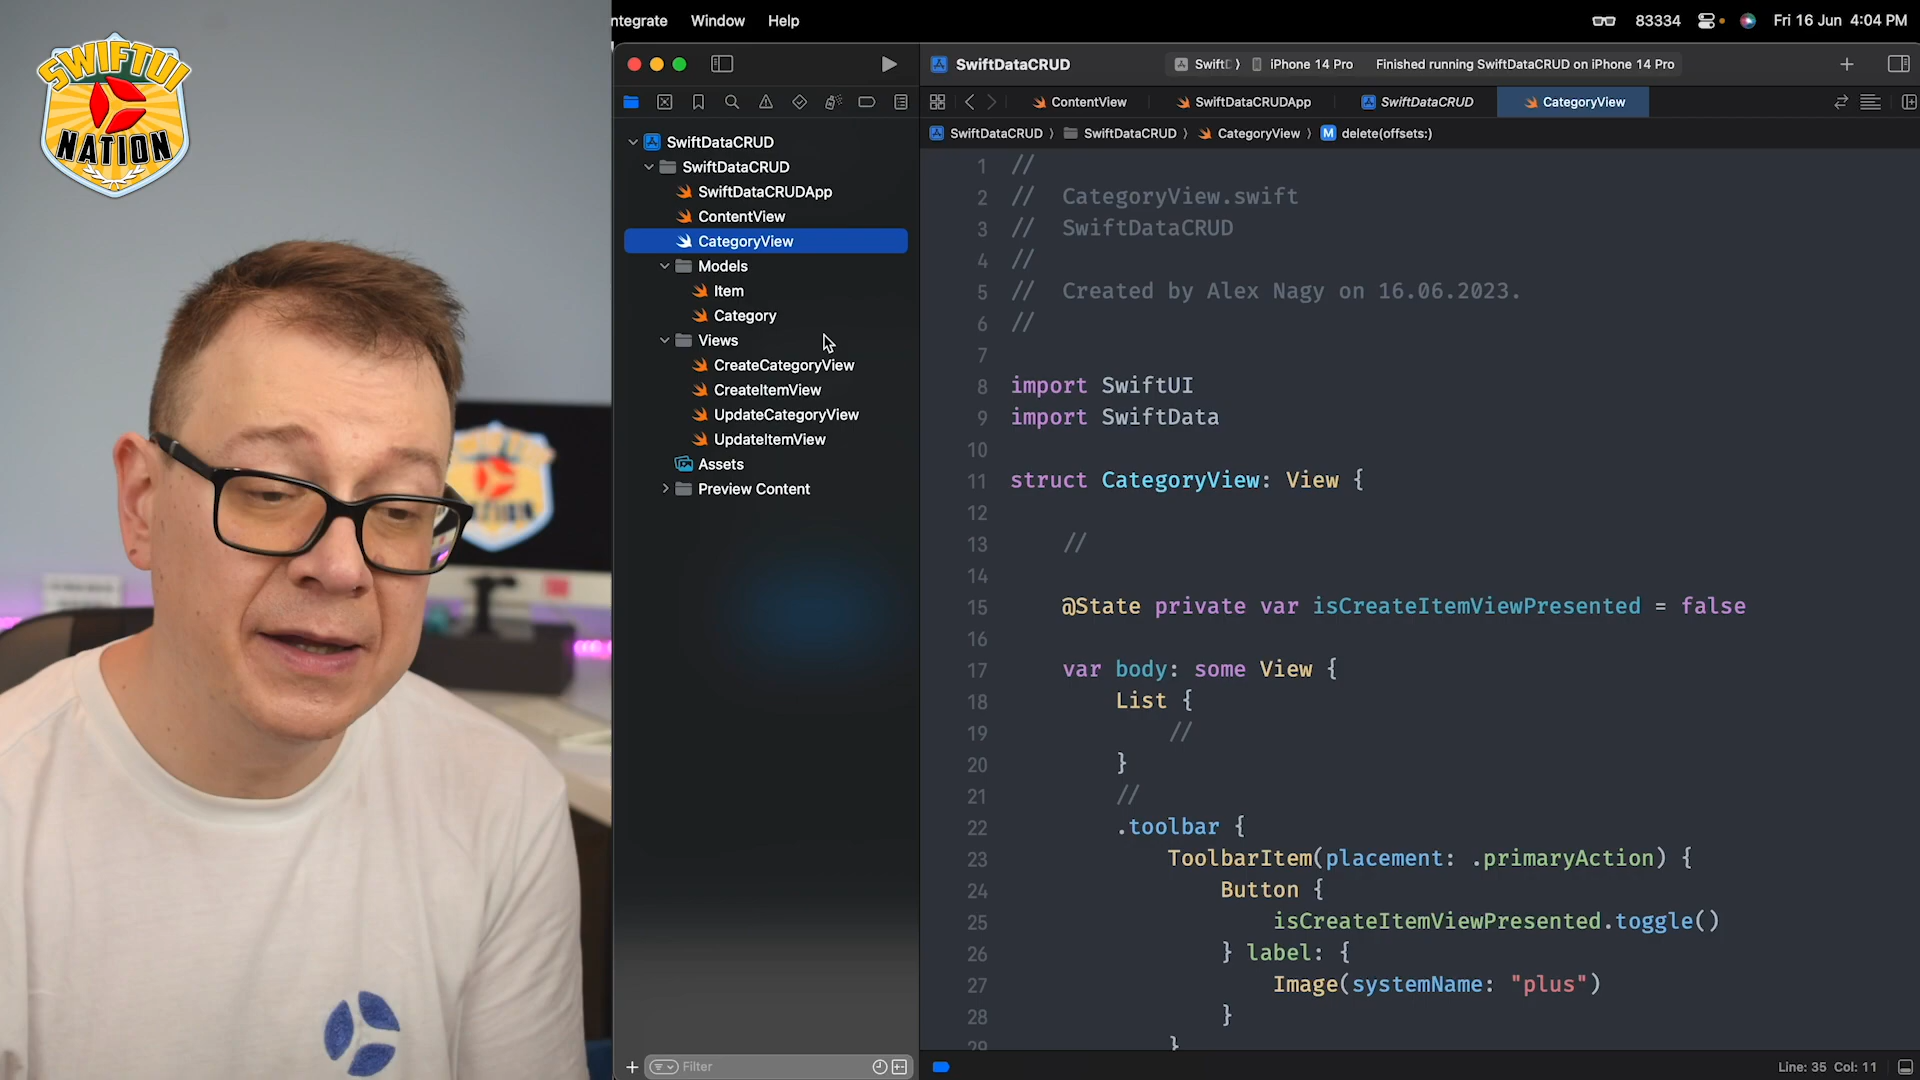 SWIFTUI
NATION
ntegrate Window Help 83334 Fri 16 Jun 4:04 PM
SwiftDataCRUD Swift iPhone 14 Pro Finished running SwiftDataCRUD on iPhone 14 Pro
ContentView SwiftDataCRUDApp SwiftDataCRUD CategoryView
SwiftDataCRUD SwiftDataCRUD CategoryView M delete(offsets:)
SwiftDataCRUD
SwiftDataCRUD
SwiftDataCRUDApp
ContentView
CategoryView
Models
Item
Category
Views
CreateCategoryView
CreateItemView
UpdateCategoryView
UpdateItemView
Assets
Preview Content
Filter
NATION
1 //
2 // CategoryView.swift
3 // SwiftDataCRUD
4 //
5 // Created by Alex Nagy on 16.06.2023.
6 //
7
8 import SwiftUI
9 import SwiftData
10
11 struct CategoryView: View {
12
13 //
14
15 @State private var isCreateItemViewPresented = false
16
17 var body: some View {
18 List {
19 //
20 }
21 //
22 .toolbar {
23 ToolbarItem(placement: .primaryAction) {
24 Button {
25 isCreateItemViewPresented.toggle()
26 } label: {
27 Image(systemName: "plus")
28 }
29 }
Line: 35 Col: 11